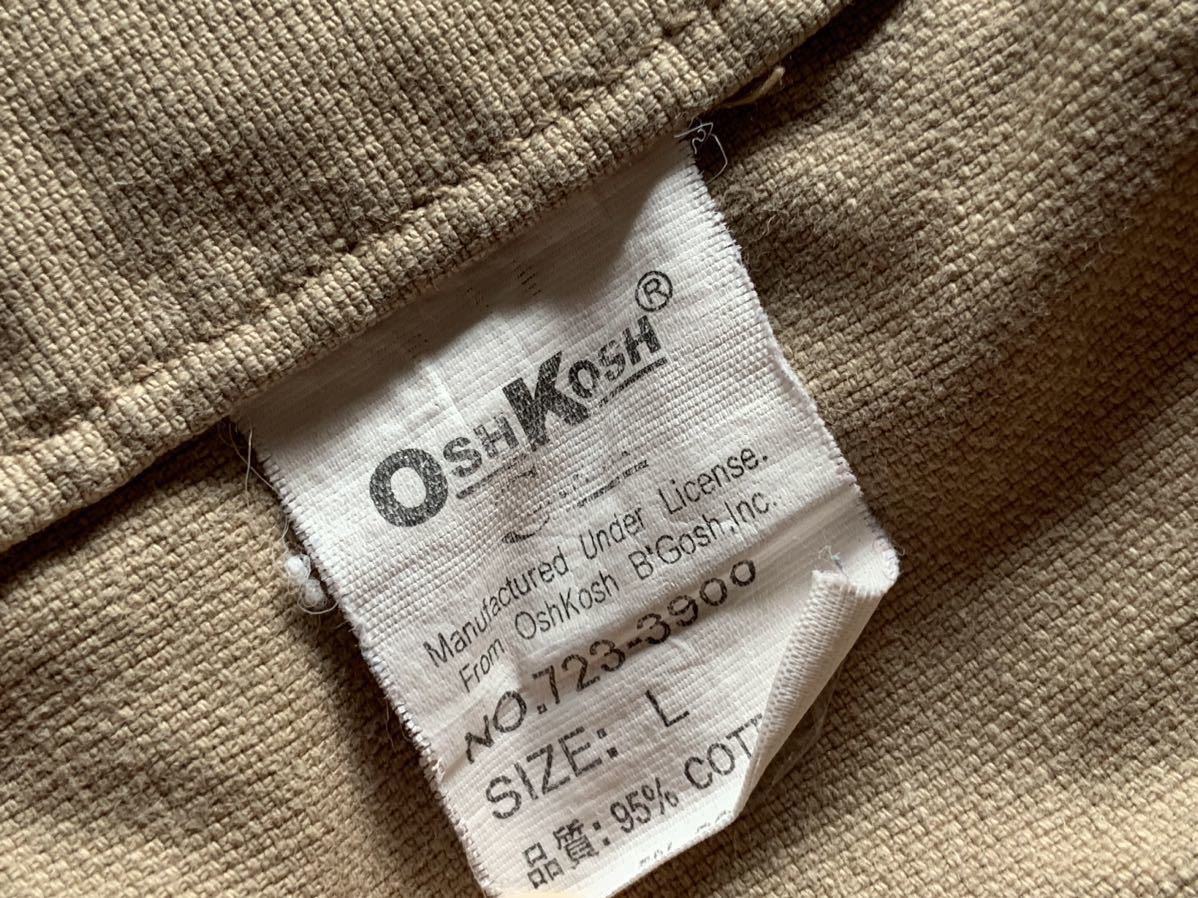 OSHKOSH®
Manufactured Under License.
From OshKosh B'Gosh,Inc.
NO.723-3900
SIZE: L
品質: 95% COT